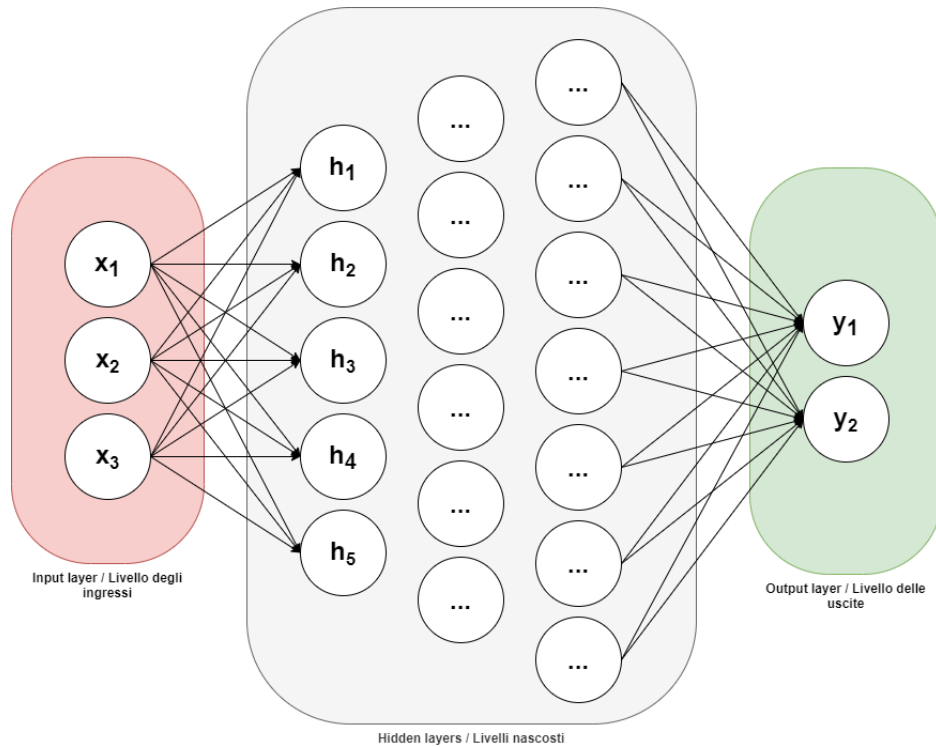 x1
x2
x3
Input layer / Livello degli
ingressi
h1
h2
h3
h4
h5
...
...
...
...
...
...
...
...
...
...
...
...
...
Hidden layers / Livelli nascosti
y1
y2
Output layer / Livello delle
uscite